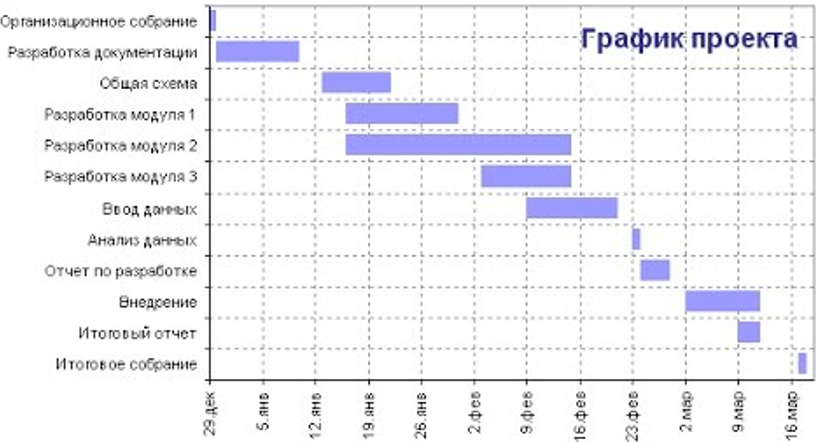 График проекта
Организационное собрание
Разработка документации
Общая схема
Разработка модуля 1
Разработка модуля 2
Разработка модуля 3
Ввод данных
Анализ данных
Отчет по разработке
Внедрение
Итоговый отчет
Итоговое собрание
29.дек
5.янв
12.янв
19.янв
26.янв
2.фев
9.фев
16.фев
23.фев
2.мар
9.мар
16.мар